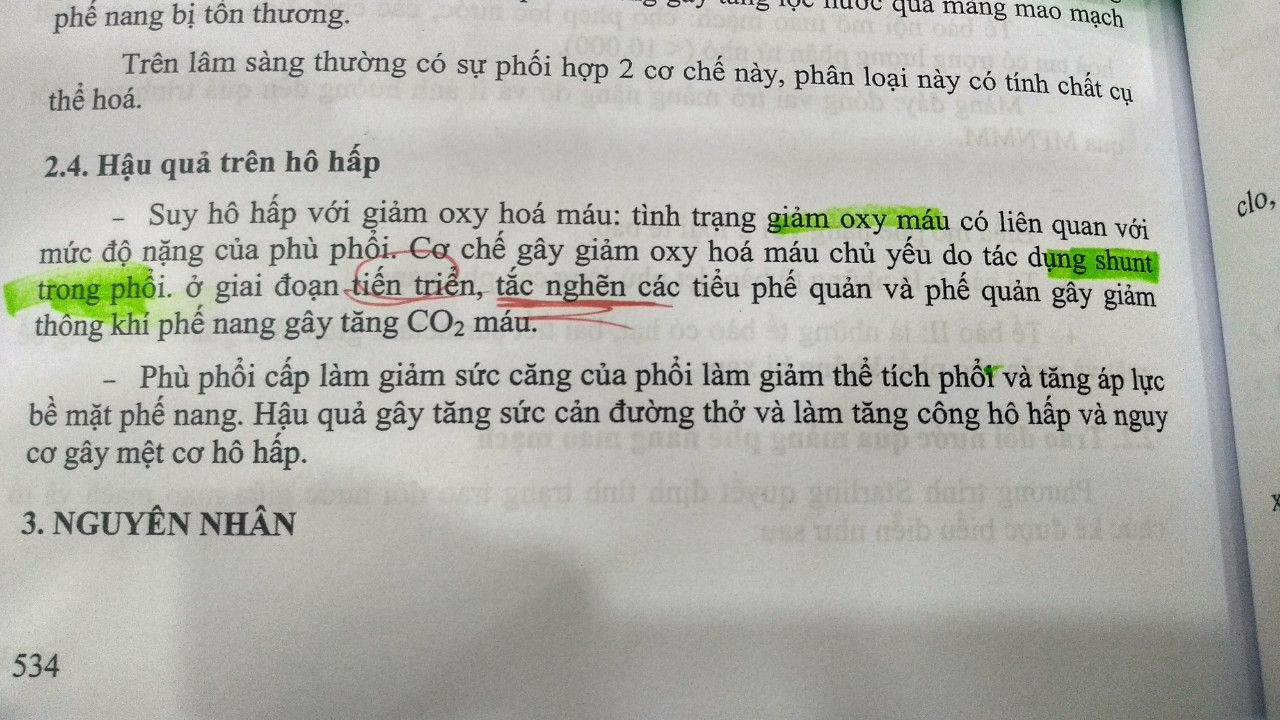 phế nang bị tổn thương.
gây tăng lọc nước qua màng mao mạch
Trên lâm sàng thường có sự phối hợp 2 cơ chế này, phân loại này có tính chất cụ
thể hoá.
2.4. Hậu quả trên hô hấp
– Suy hô hấp với giảm oxy hoá máu: tình trạng giảm oxy máu có liên quan với
mức độ nặng của phù phổi. Cơ chế gây giảm oxy hoá máu chủ yếu do tác dụng shunt
trong phổi. ở giai đoạn tiến triển, tắc nghẽn các tiểu phế quản và phế quản gây giảm
thông khí phế nang gây tăng CO₂ máu.
– Phù phổi cấp làm giảm sức căng của phổi làm giảm thể tích phổi và tăng áp lực
bề mặt phế nang. Hậu quả gây tăng sức cản đường thở và làm tăng công hô hấp và nguy
cơ gây mệt cơ hô hấp.
3. NGUYÊN NHÂN
534
clo,